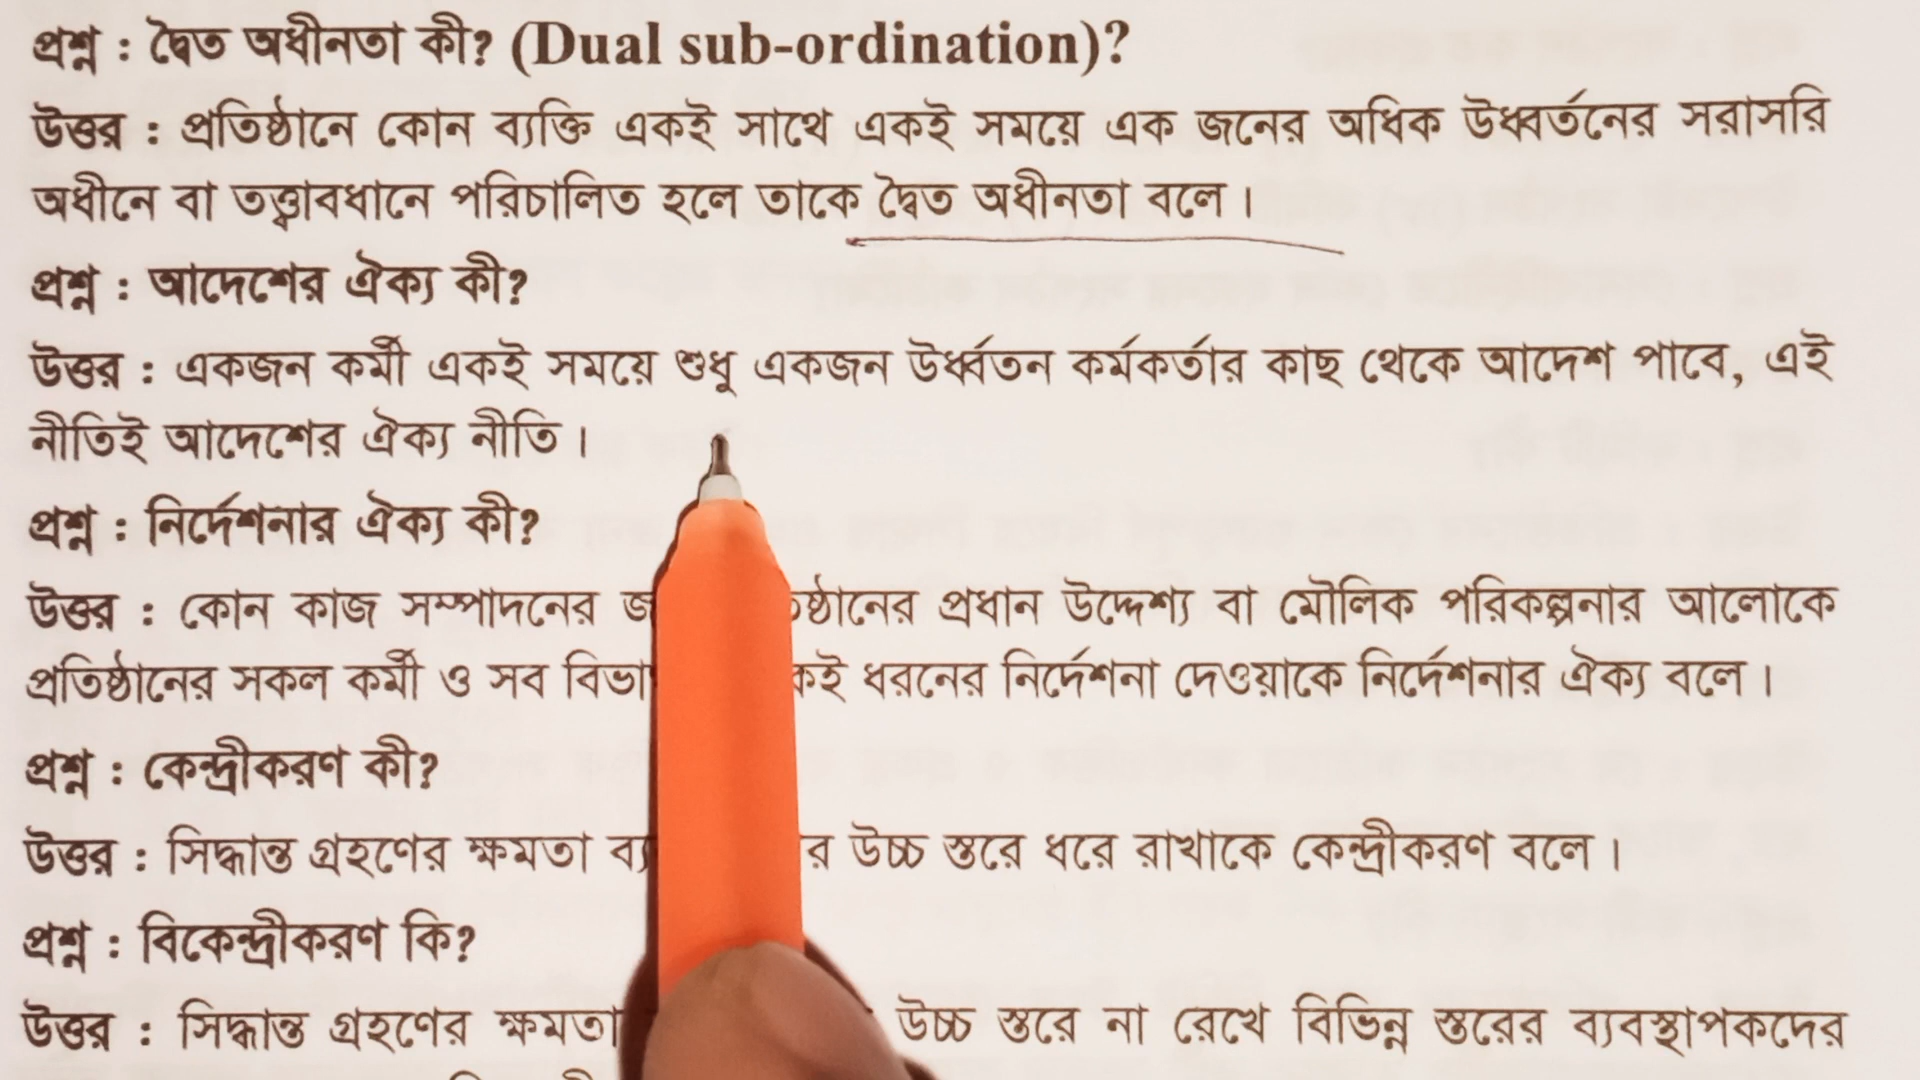 প্রশ্ন : দ্বৈত অধীনতা কী? (Dual sub-ordination)?
উত্তর : প্রতিষ্ঠানে কোন ব্যক্তি একই সাথে একই সময়ে এক জনের অধিক উধ্বর্তনের সরাসরি
অধীনে বা তত্ত্বাবধানে পরিচালিত হলে তাকে দ্বৈত অধীনতা বলে।
প্রশ্ন : আদেশের ঐক্য কী?
উত্তর : একজন কর্মী একই সময়ে শুধু একজন উর্ধ্বতন কর্মকর্তার কাছ থেকে আদেশ পাবে, এই
নীতিই আদেশের ঐক্য নীতি।
প্রশ্ন : নির্দেশনার ঐক্য কী?
উত্তর : কোন কাজ সম্পাদনের প্রধান উদ্দেশ্য বা মৌলিক পরিকল্পনার আলোকে
প্রতিষ্ঠানের সকল কর্মী ও সব ধরনের নির্দেশনা দেওয়াকে নির্দেশনার ঐক্য বলে।
প্রশ্ন : কেন্দ্রীকরণ কী?
উত্তর : সিদ্ধান্ত গ্রহণের ক্ষমতা উচ্চ স্তরে ধরে রাখাকে কেন্দ্রীকরণ বলে।
প্রশ্ন : বিকেন্দ্রীকরণ কি?
উত্তর : সিদ্ধান্ত গ্রহণের ক্ষমতা উচ্চ স্তরে না রেখে বিভিন্ন স্তরের ব্যবস্থাপকদের